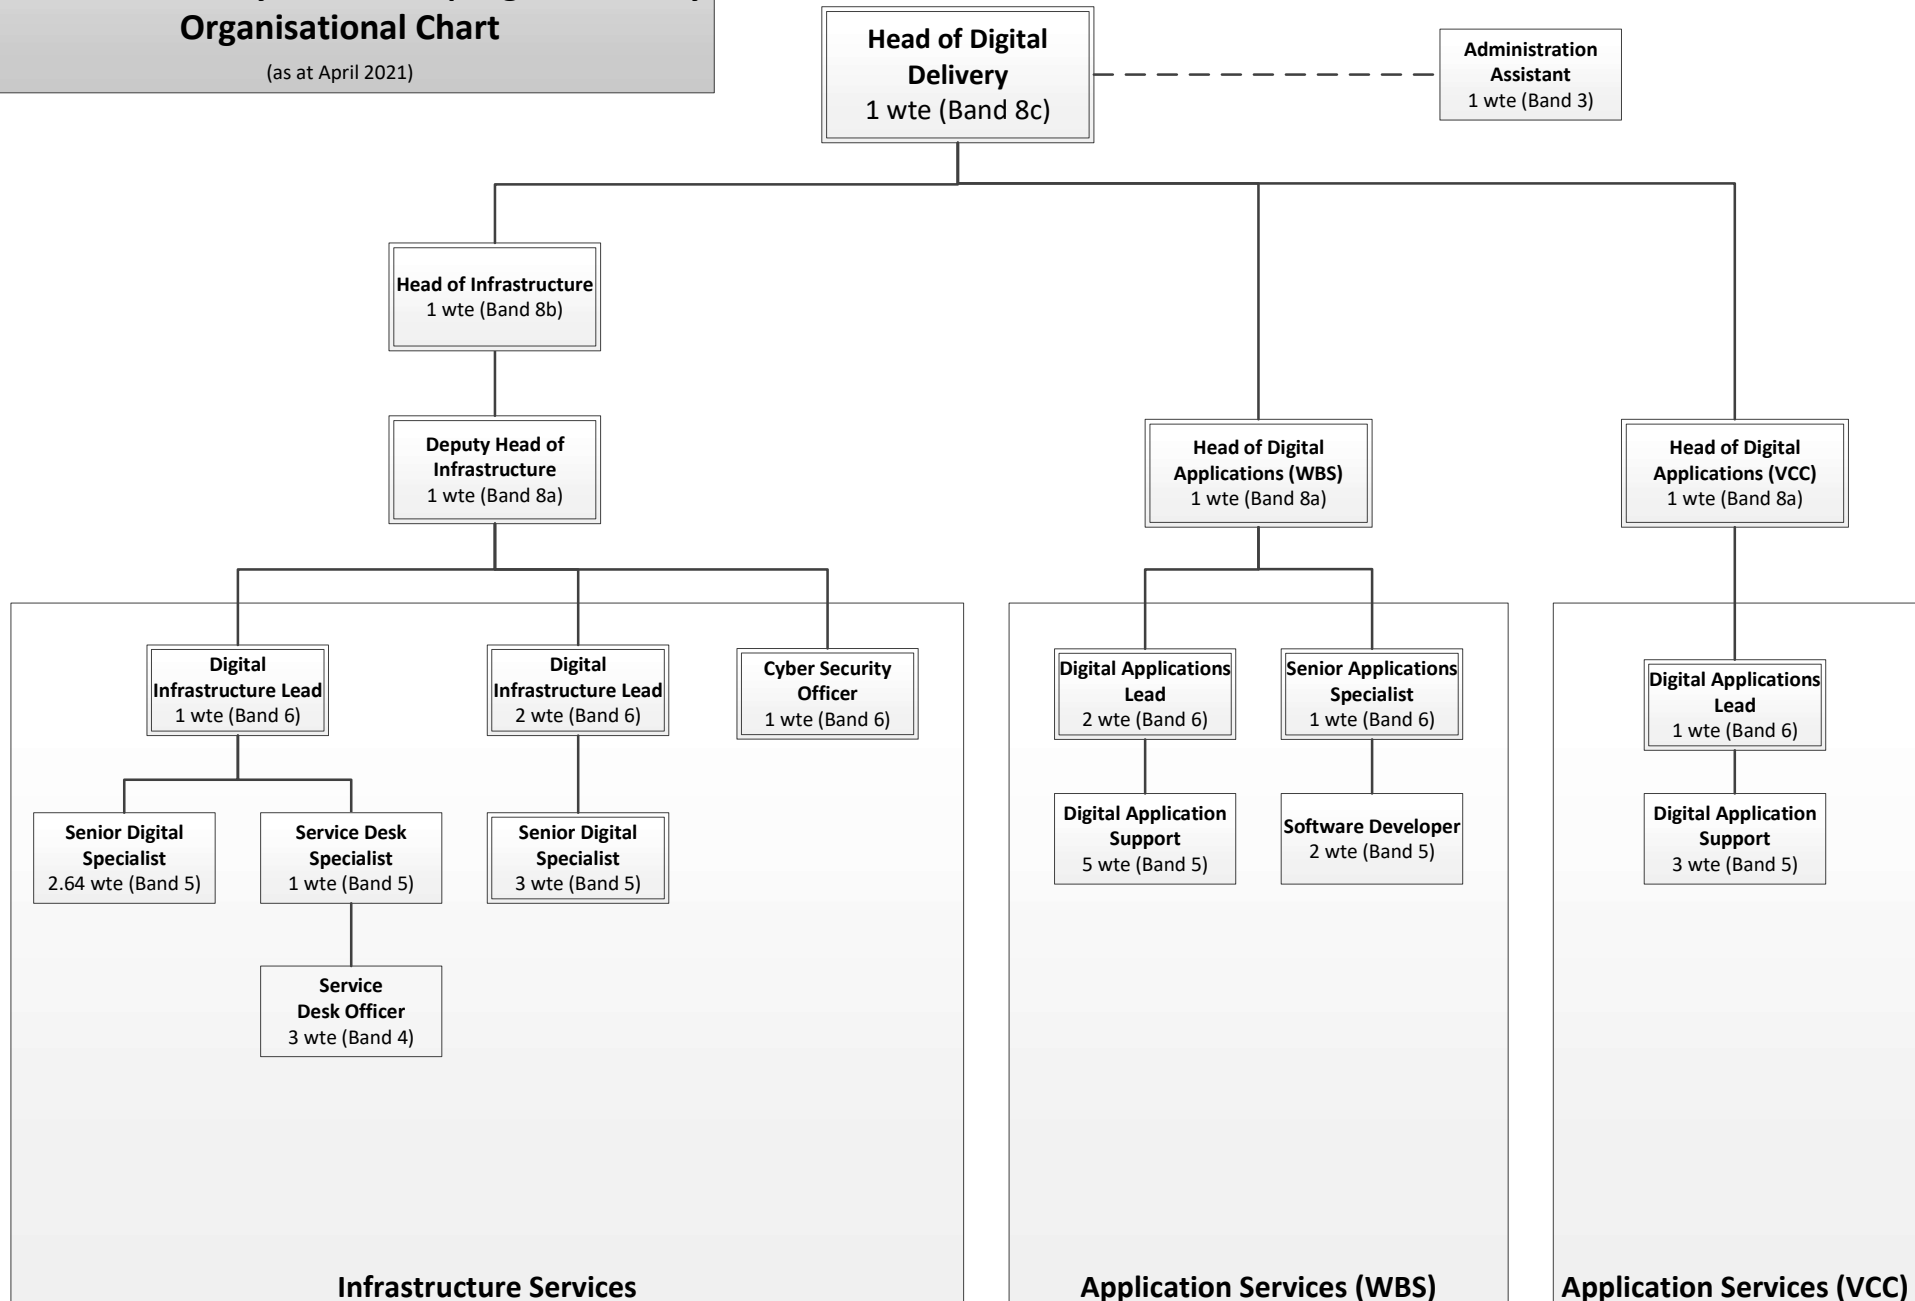 Organisational Chart
(as at April 2021)
Head of Digital
Delivery
1 wte (Band 8c)
Administration
Assistant
1 wte (Band 3)
Head of Infrastructure
1 wte (Band 8b)
Deputy Head of
Infrastructure
1 wte (Band 8a)
Head of Digital
Applications (WBS)
1 wte (Band 8a)
Head of Digital
Applications (VCC)
1 wte (Band 8a)
Digital
Infrastructure Lead
1 wte (Band 6)
Digital
Infrastructure Lead
2 wte (Band 6)
Cyber Security
Officer
1 wte (Band 6)
Digital Applications
Lead
2 wte (Band 6)
Senior Applications
Specialist
1 wte (Band 6)
Digital Applications
Lead
1 wte (Band 6)
Senior Digital
Specialist
2.64 wte (Band 5)
Service Desk
Specialist
1 wte (Band 5)
Senior Digital
Specialist
3 wte (Band 5)
Digital Application
Support
5 wte (Band 5)
Software Developer
2 wte (Band 5)
Digital Application
Support
3 wte (Band 5)
Service
Desk Officer
3 wte (Band 4)
Infrastructure Services
Application Services (WBS)
Application Services (VCC)